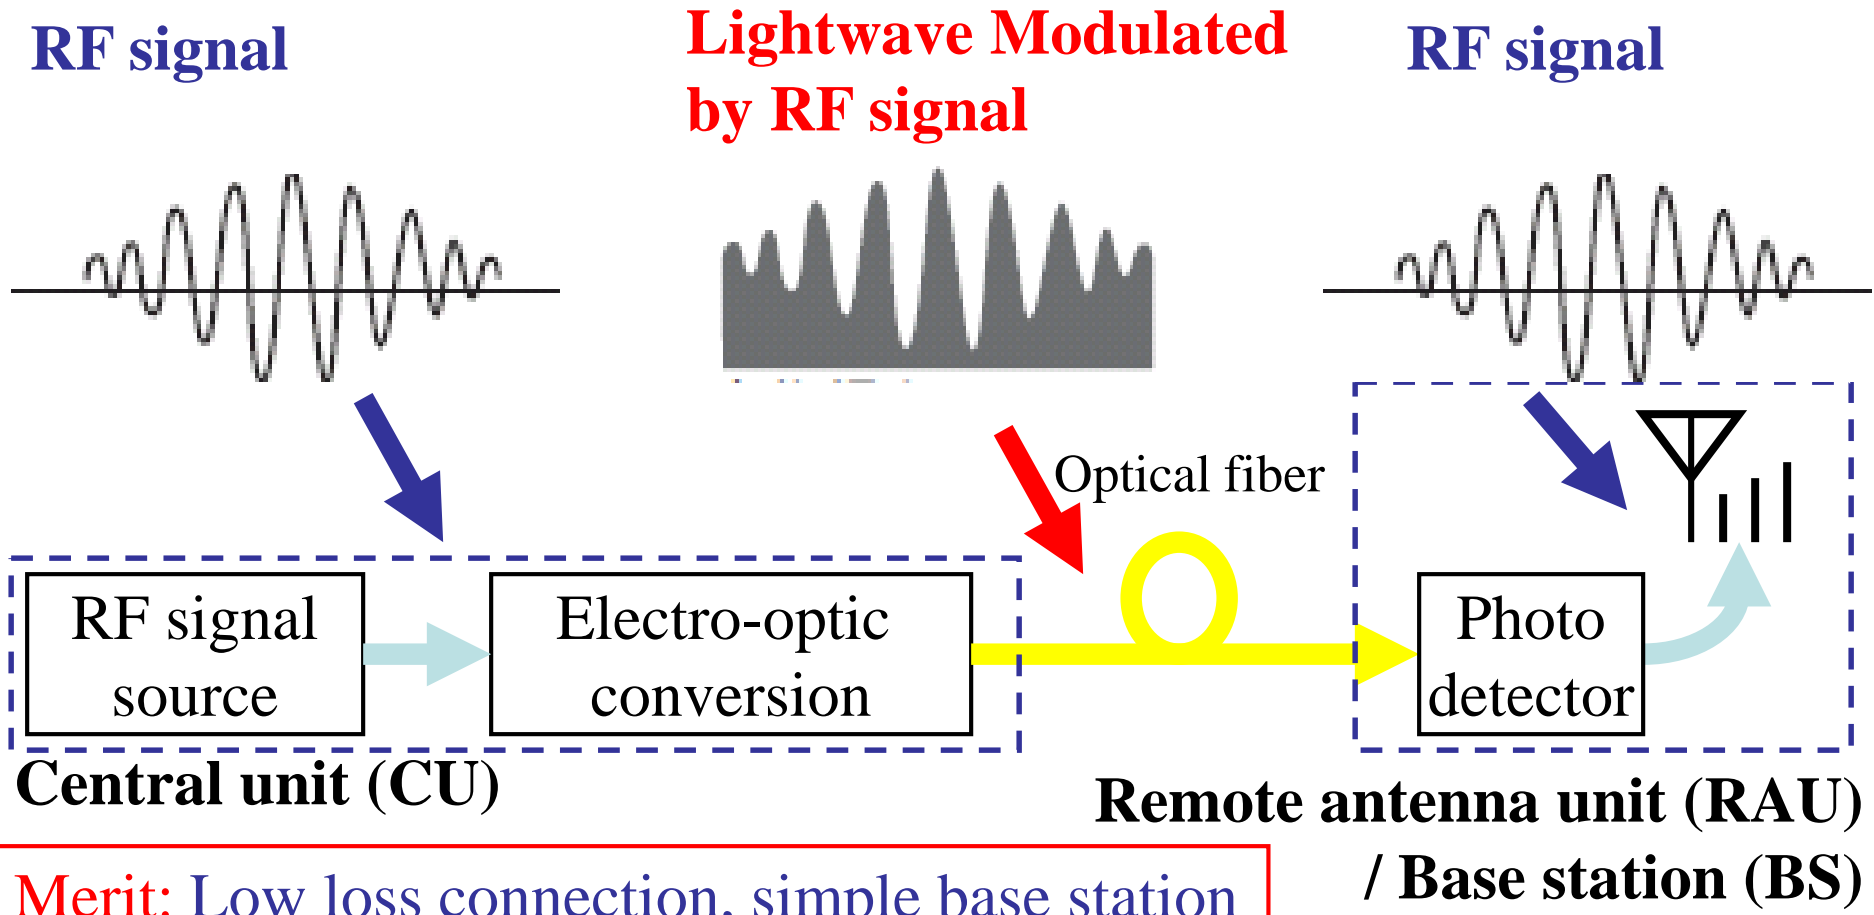 RF signal
Lightwave Modulated
by RF signal
RF signal
Optical fiber
RF signal
source
Electro-optic
conversion
Photo
detector
Central unit (CU)
Remote antenna unit (RAU)
/ Base station (BS)
Merit: Low loss connection, simple base station